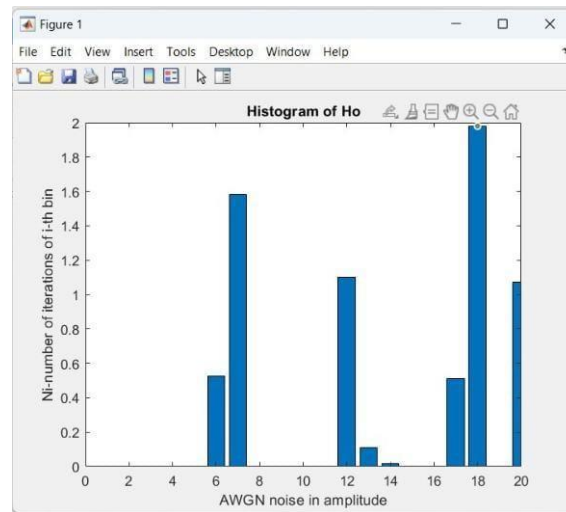 Figure 1
File Edit View Insert Tools Desktop Window Help
Histogram of Ho
2
1.8
1.6
1.4
1.2
1
0.8
0.6
0.4
0.2
0
Ni-number of iterations of i-th bin
0 2 4 6 8 10 12 14 16 18 20
AWGN noise in amplitude